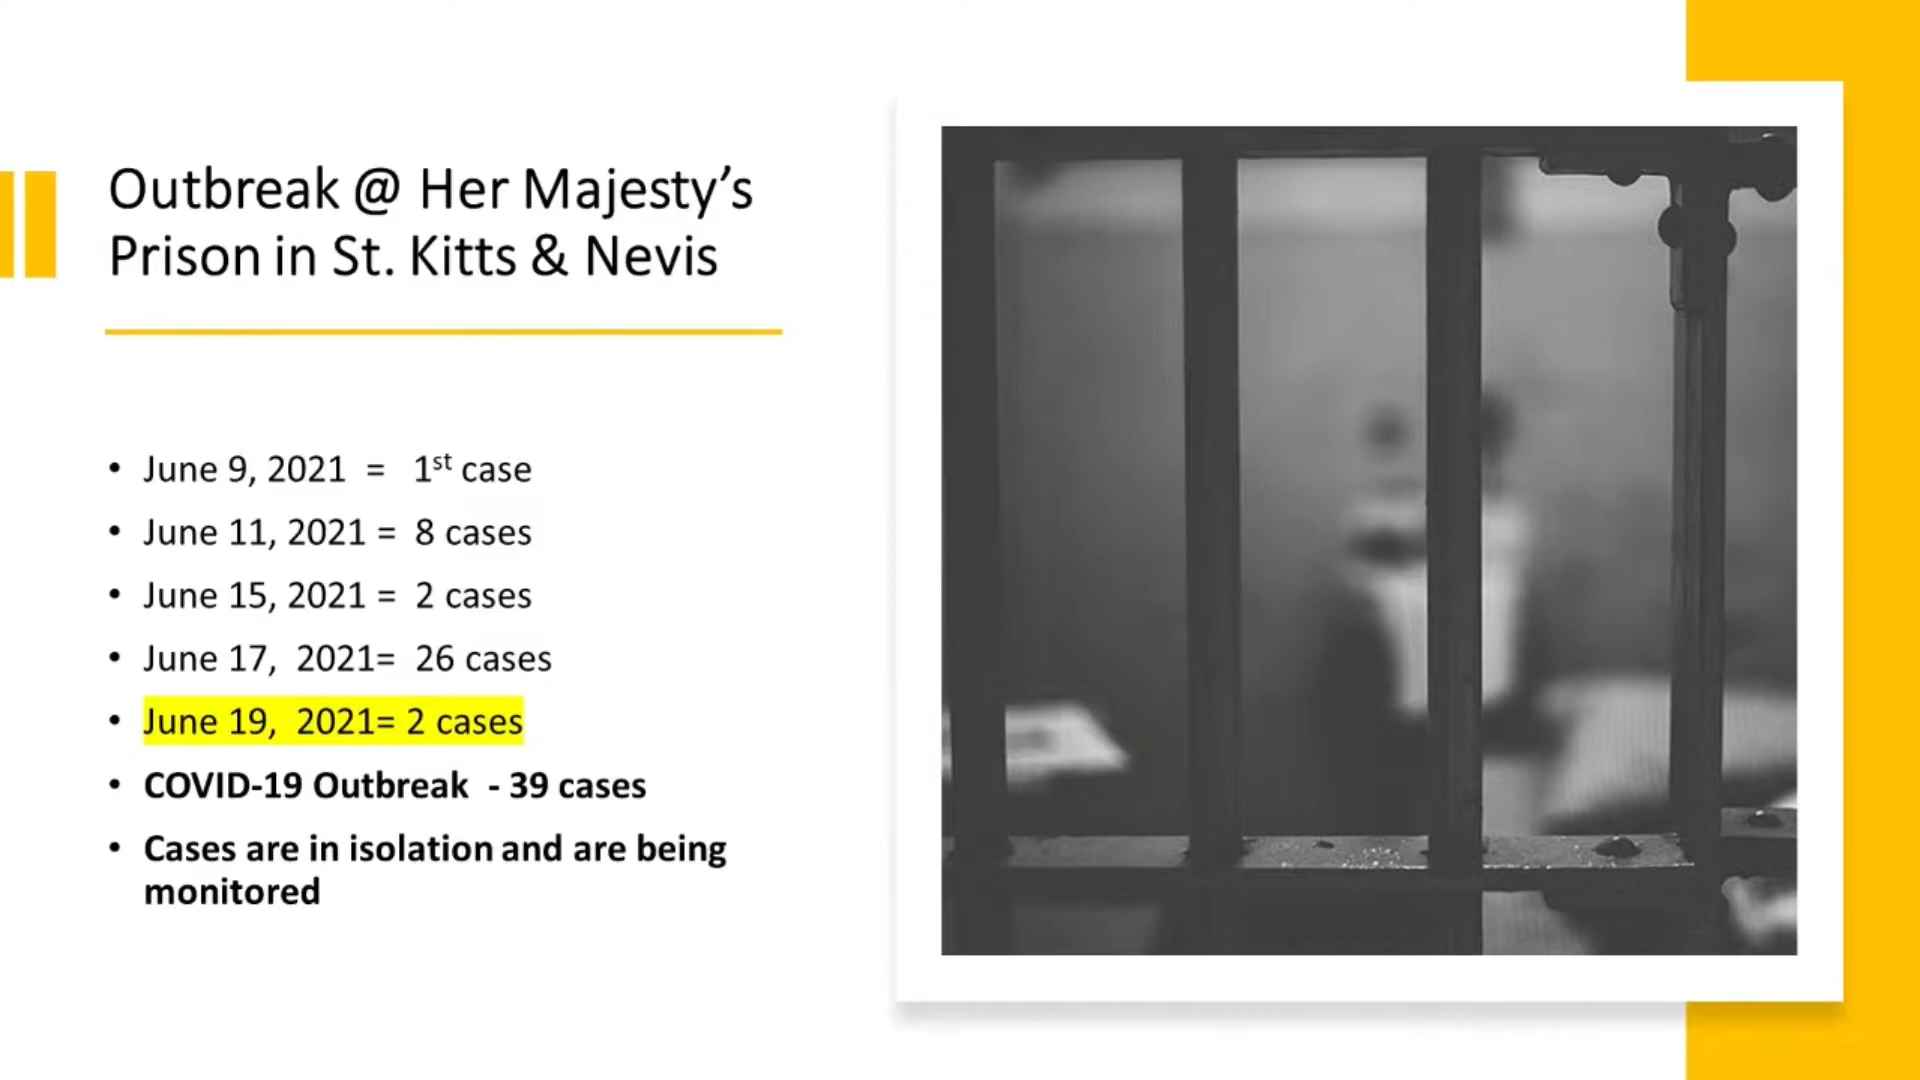 Outbreak @ Her Majesty’s
Prison in St. Kitts & Nevis
• June 9, 2021 = 1st case
• June 11, 2021 = 8 cases
• June 15, 2021 = 2 cases
• June 17, 2021= 26 cases
• June 19, 2021= 2 cases
• COVID-19 Outbreak - 39 cases
• Cases are in isolation and are being
monitored